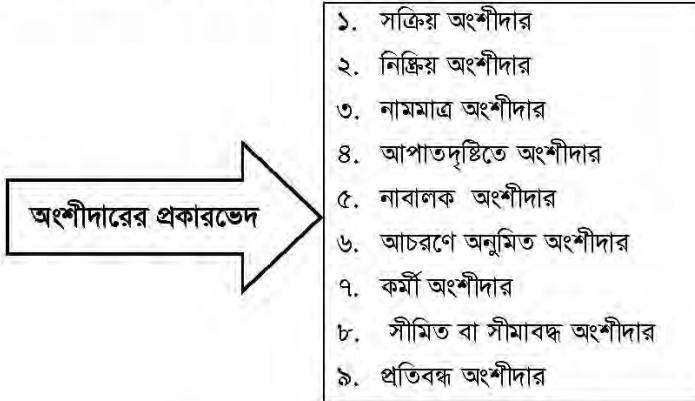 অংশীদারের প্রকারভেদ
১. সক্রিয় অংশীদার
২. নিষ্ক্রিয় অংশীদার
৩. নামমাত্র অংশীদার
৪. আপাতদৃষ্টিতে অংশীদার
৫. নাবালক অংশীদার
৬. আচরণে অনুমিত অংশীদার
৭. কর্মী অংশীদার
৮. সীমিত বা সীমাবদ্ধ অংশীদার
৯. প্রতিবন্ধ অংশীদার